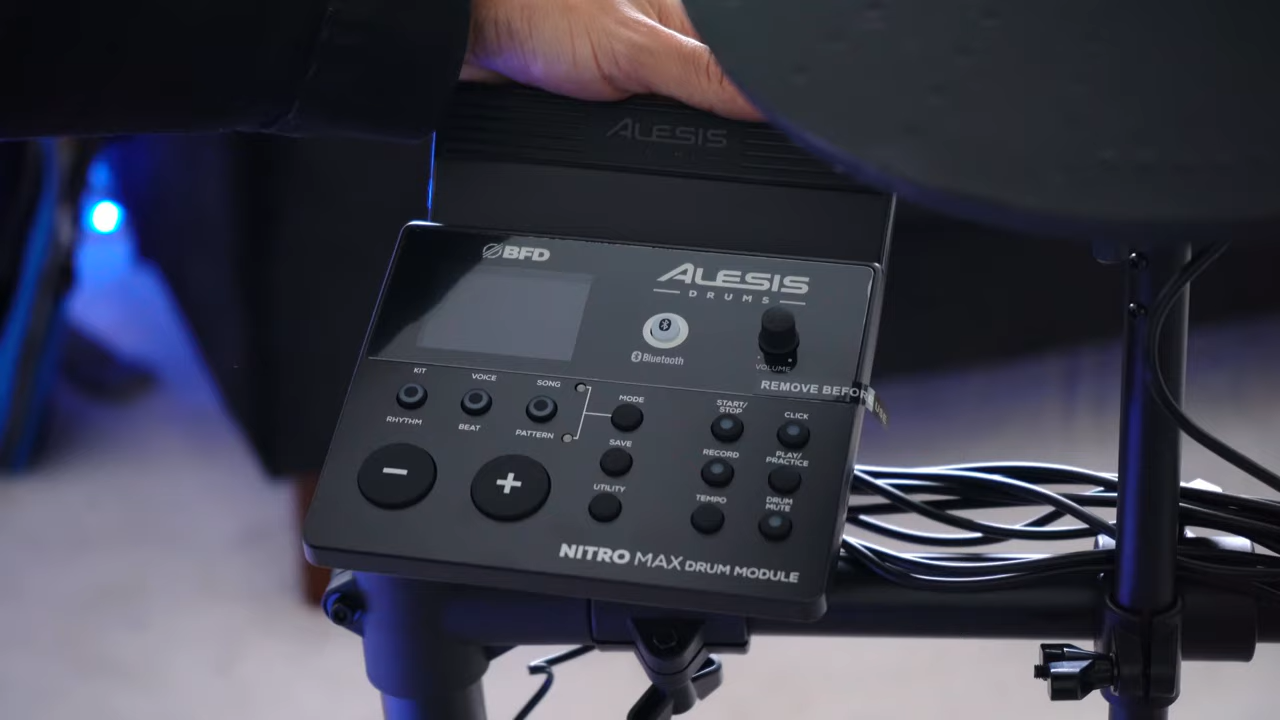 ALESIS
BFD
ALESIS
DRUMS
Bluetooth
VOLUME
REMOVE BEFORE USE
KIT
VOICE
SONG
MODE
START/
STOP
CLICK
RHYTHM
BEAT
PATTERN
SAVE
RECORD
PLAY/
PRACTICE
UTILITY
TEMPO
DRUM
MUTE
NITRO MAX DRUM MODULE